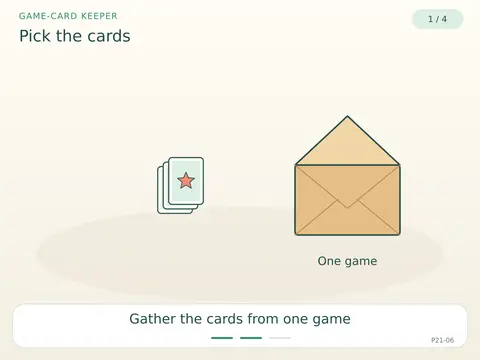 GAME-CARD KEEPER
Pick the cards
1 / 4
One game
Gather the cards from one game
P21-06